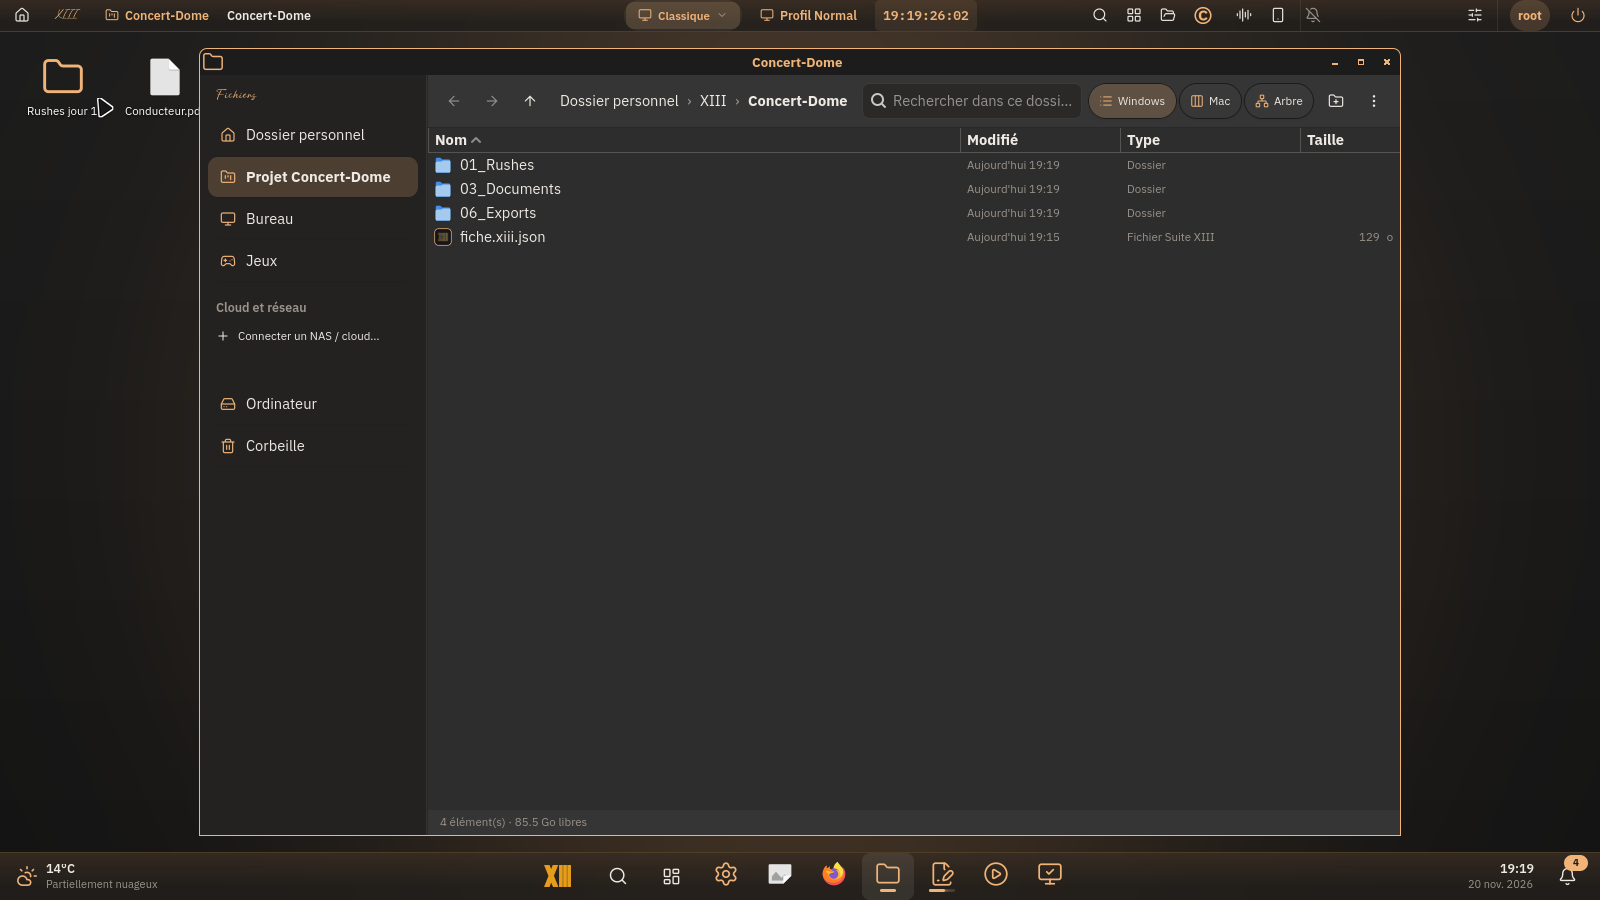 XIII
Concert-Dome
Concert-Dome
Classique
Profil Normal
19:19:26:02
root
Rushes jour 1
Conducteur.pd
Concert-Dome
Fichiers
Dossier personnel
Projet Concert-Dome
Bureau
Jeux
Cloud et réseau
Connecter un NAS / cloud...
Ordinateur
Corbeille
Dossier personnel › XIII › Concert-Dome
Rechercher dans ce dossi...
Windows
Mac
Arbre
Nom Modifié Type Taille
01_Rushes Aujourd'hui 19:19 Dossier
03_Documents Aujourd'hui 19:19 Dossier
06_Exports Aujourd'hui 19:19 Dossier
fiche.xiii.json Aujourd'hui 19:15 Fichier Suite XIII 129 o
4 élément(s) · 85.5 Go libres
14°C
Partiellement nuageux
XIII
19:19
20 nov. 2026
4